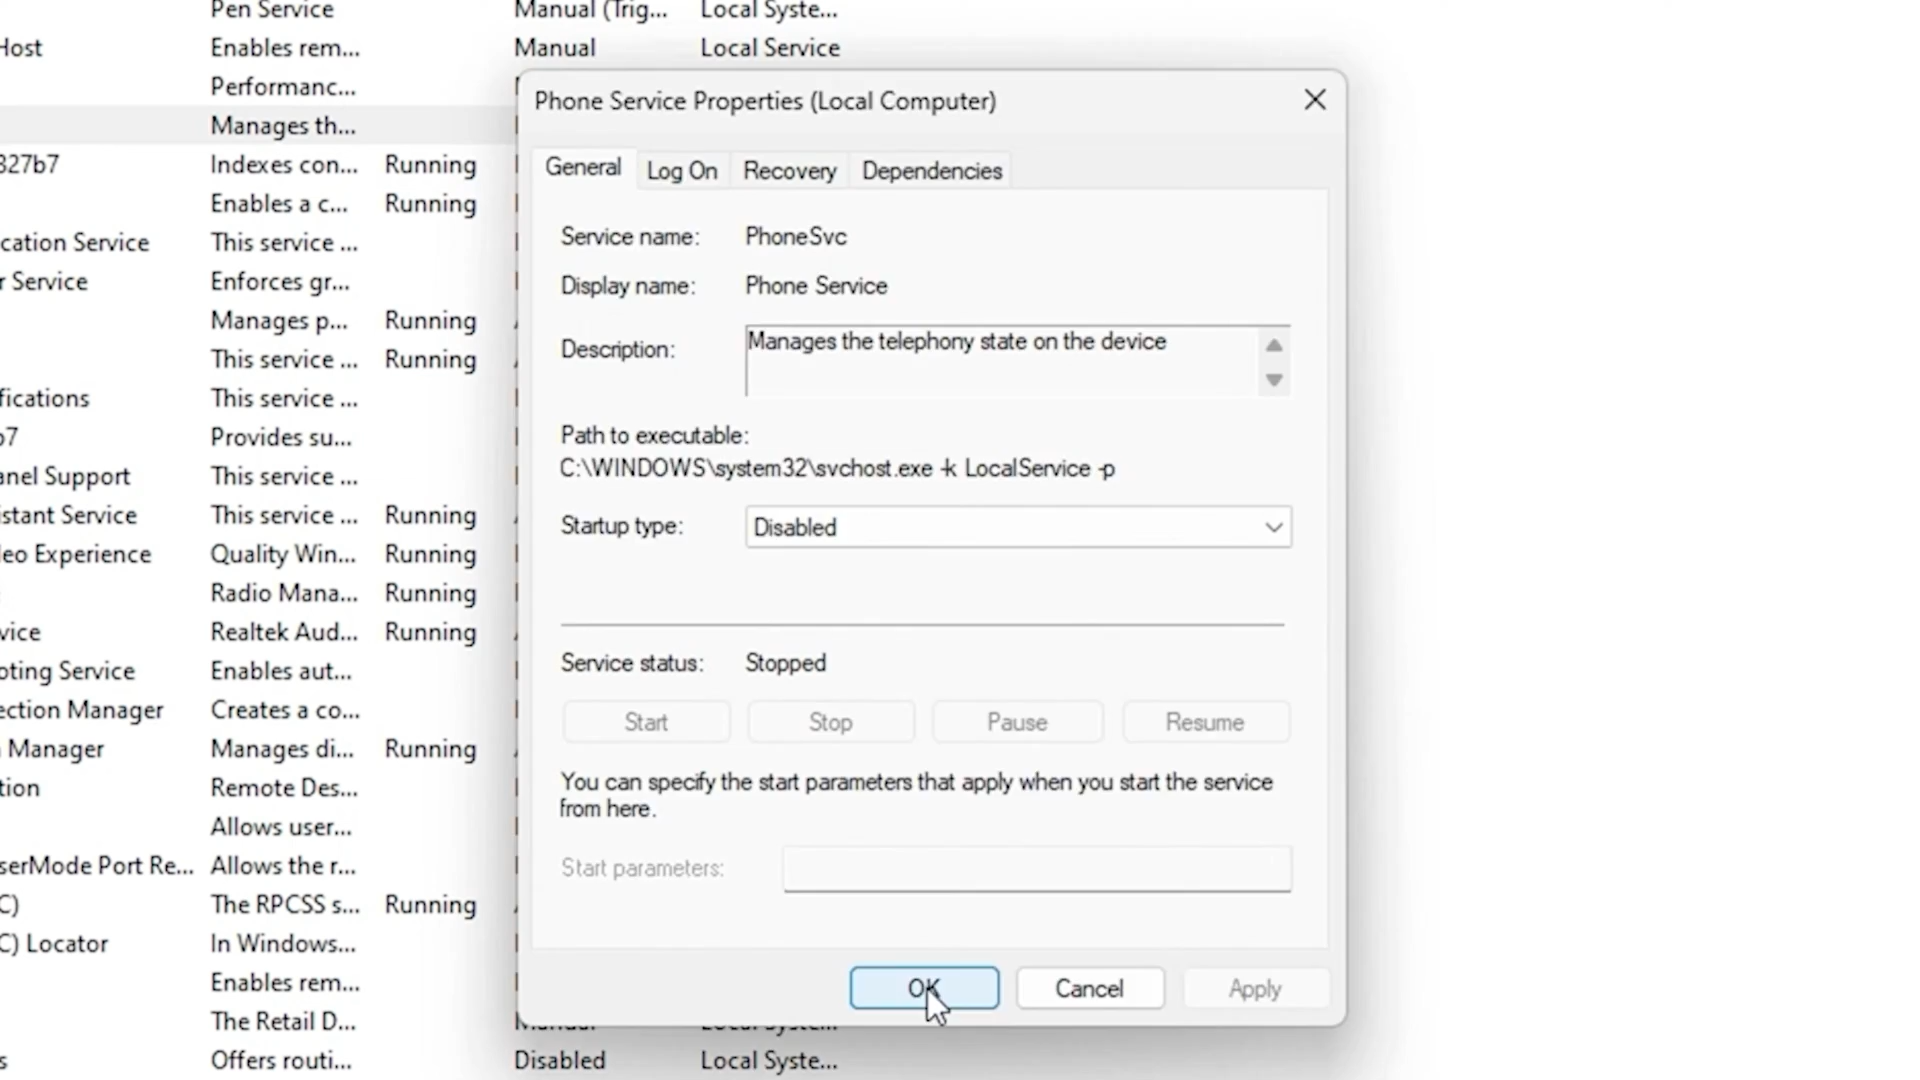 Pen Service Manual (Trig... Local Syste...
Host Enables rem... Manual Local Service
Performanc...
Manages th...
327b7 Indexes con... Running
Enables a c... Running
cation Service This service ...
r Service Enforces gr...
Manages p... Running
This service ... Running
fications This service ...
b7 Provides su...
anel Support This service ...
istant Service This service ... Running
leo Experience Quality Win... Running
Radio Mana... Running
vice Realtek Aud... Running
oting Service Enables aut...
ection Manager Creates a co...
Manager Manages di... Running
tion Remote Des...
Allows user...
serMode Port Re... Allows the r...
C) The RPCSS s... Running
C) Locator In Windows...
Enables rem...
The Retail D... Manual Local Syste...
s Offers routi... Disabled Local Syste...
Phone Service Properties (Local Computer)
General Log On Recovery Dependencies
Service name: PhoneSvc
Display name: Phone Service
Description: Manages the telephony state on the device
Path to executable:
C:\WINDOWS\system32\svchost.exe -k LocalService -p
Startup type: Disabled
Service status: Stopped
Start Stop Pause Resume
You can specify the start parameters that apply when you start the service
from here.
Start parameters:
OK Cancel Apply